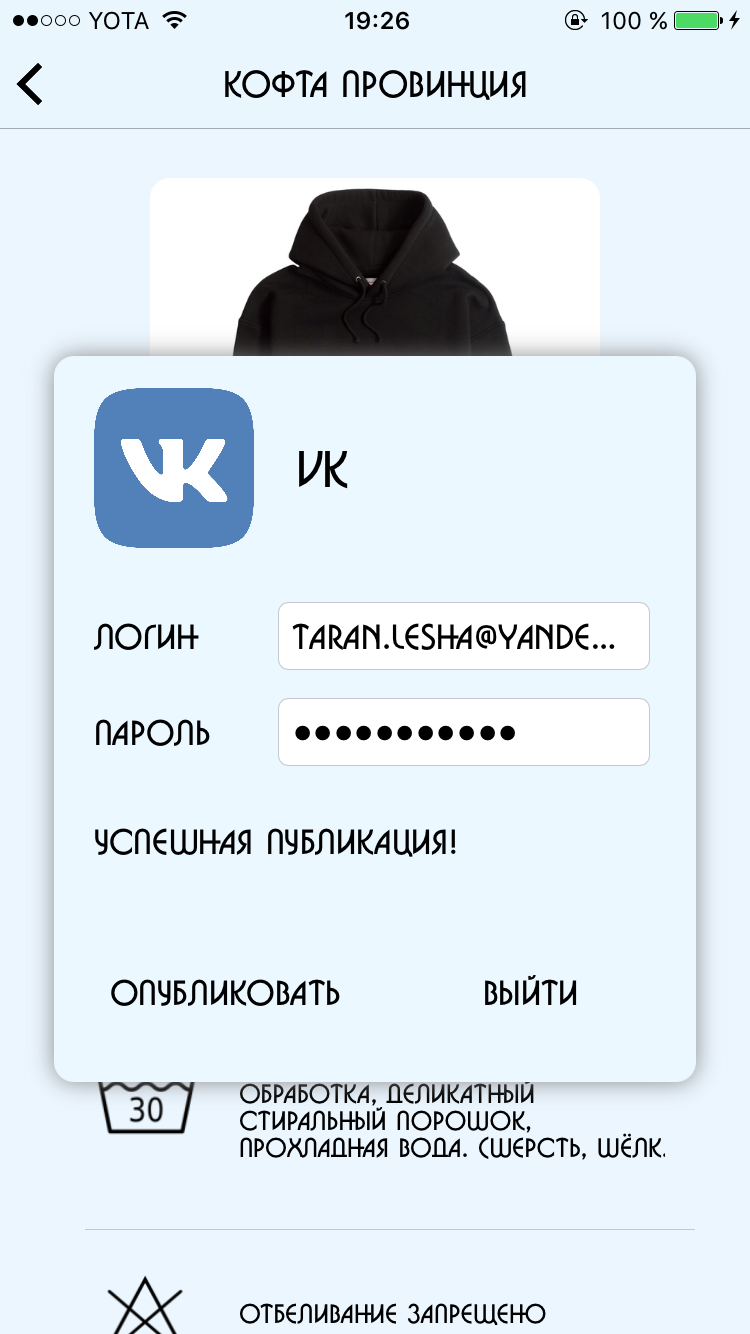 YOTA 19:26 100 %
КОФТА ПРОВИНЦИЯ
VK
ЛОГИН TARAN.LESHA@YANDE...
ПАРОЛЬ ●●●●●●●●●●●
УСПЕШНАЯ ПУБЛИКАЦИЯ!
ОПУБЛИКОВАТЬ ВЫЙТИ
30
ОБРАБОТКА, ДЕЛИКАТНЫЙ
СТИРАЛЬНЫЙ ПОРОШОК,
ПРОХЛАДНАЯ ВОДА. (ШЕРСТЬ, ШЁЛК.
ОТБЕЛИВАНИЕ ЗАПРЕЩЕНО